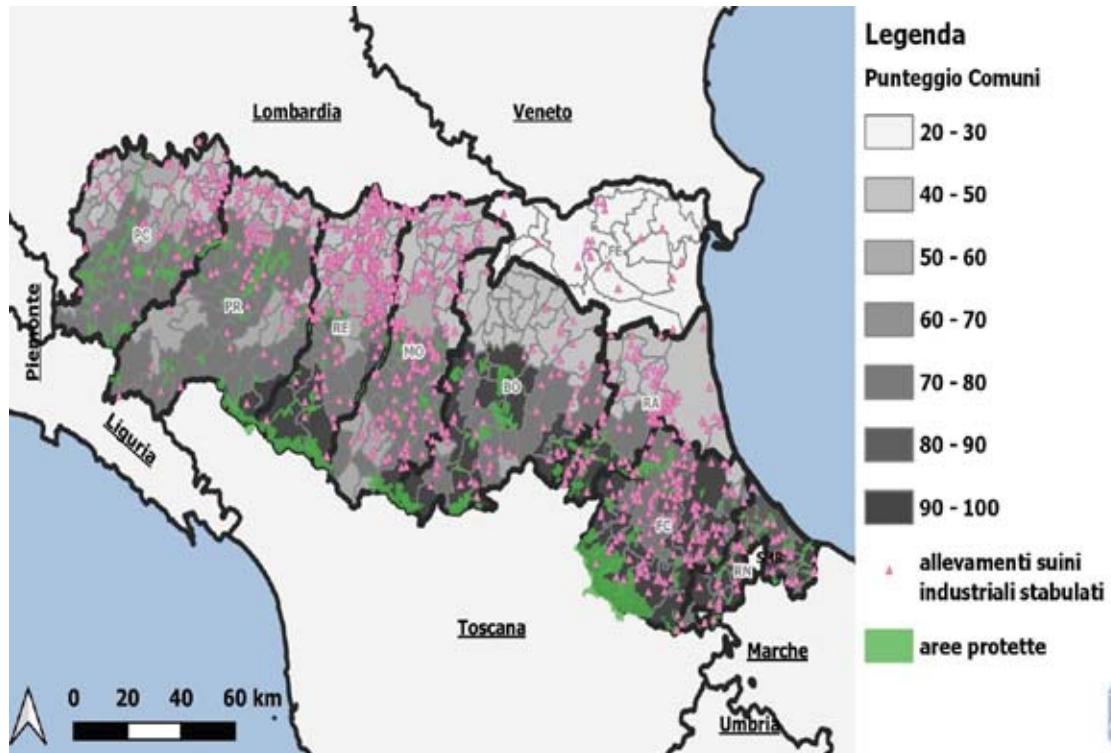 Legenda
Punteggio Comuni
20 - 30
40 - 50
50 - 60
60 - 70
70 - 80
80 - 90
90 - 100
allevamenti suini
industriali stabulati
aree protette
Lombardia
Veneto
Piemonte
Liguria
Toscana
Marche
Umbria
PC
PR
RE
MO
BO
FE
RA
FC
RN
0 20 40 60 km